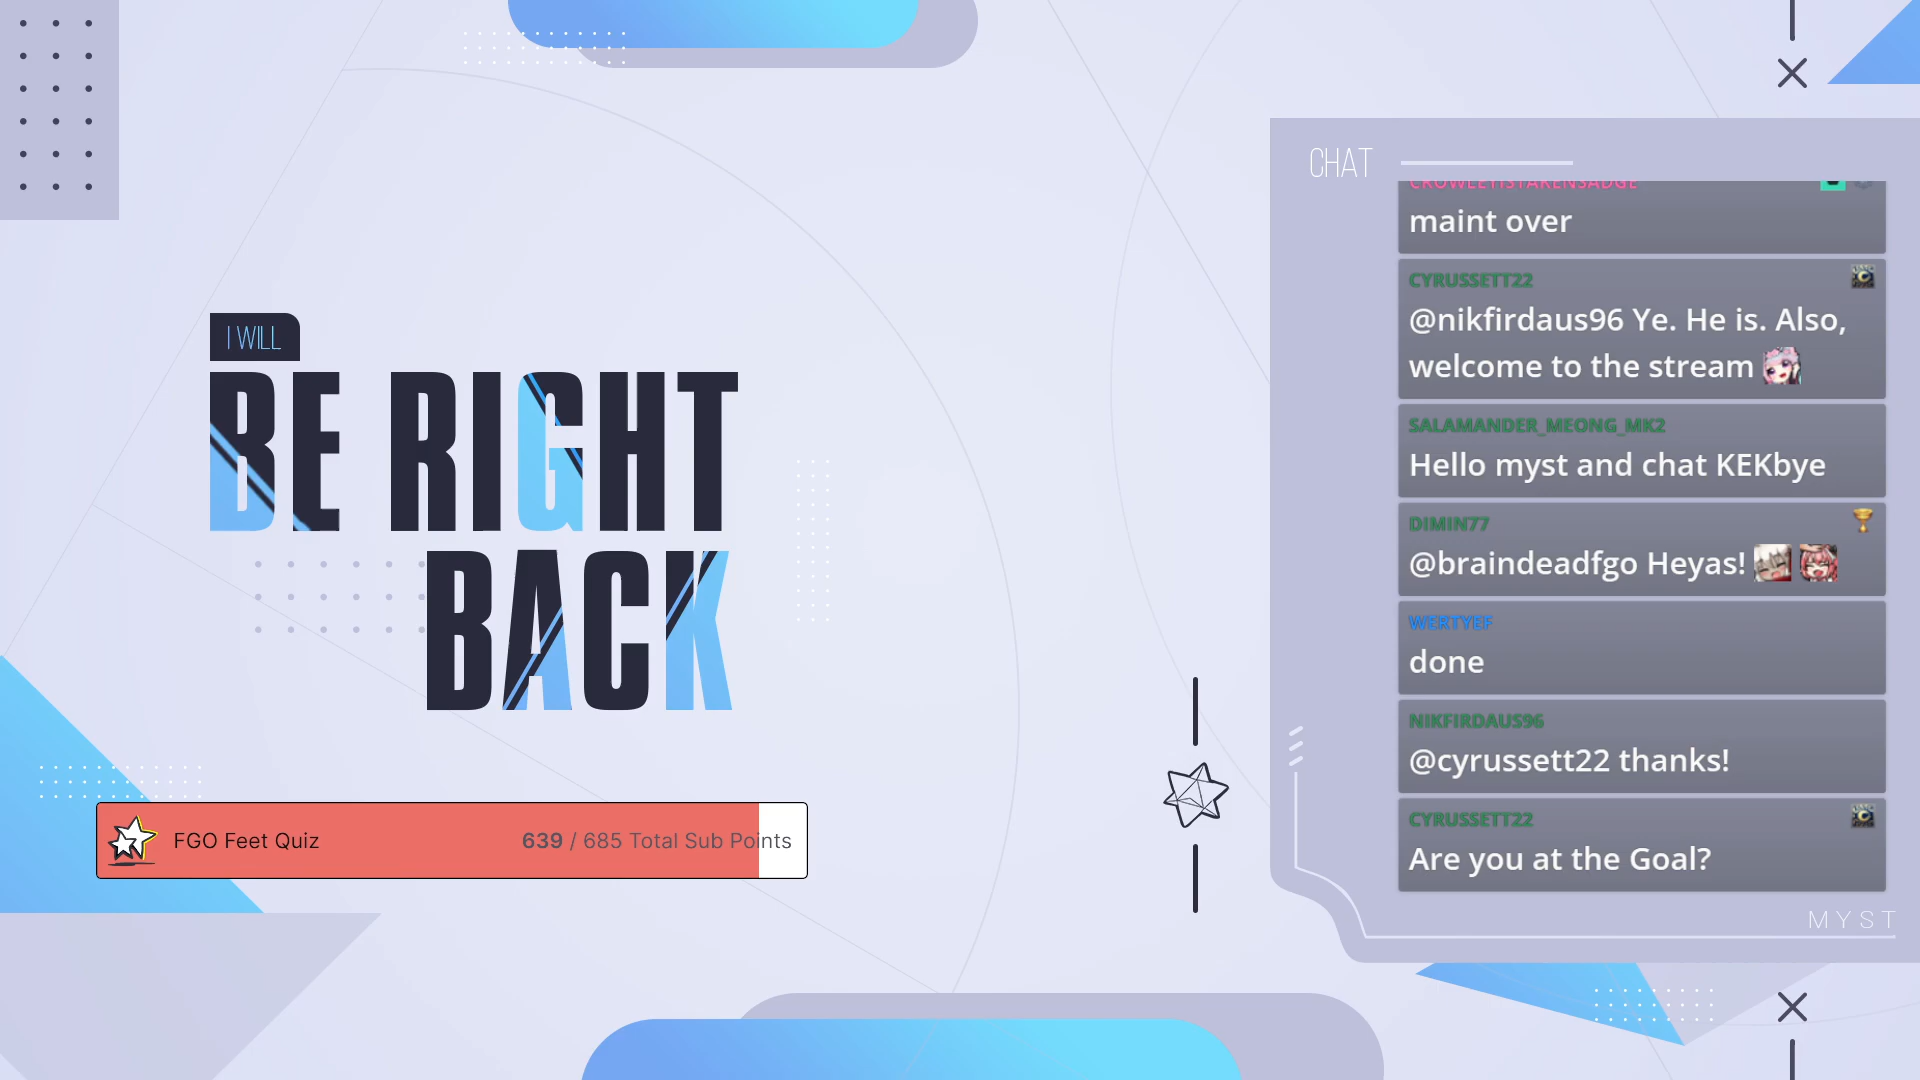 I WILL
BE RIGHT
BACK
FGO Feet Quiz
639 / 685 Total Sub Points
CHAT
CROWLEYISTAKENSADGE
maint over
CYRUSSETT22
@nikfirdaus96 Ye. He is. Also,
welcome to the stream
SALAMANDER_MEONG_MK2
Hello myst and chat KEKbye
DIMIN77
@braindeadfgo Heyas!
WERTYEF
done
NIKFIRDAUS96
@cyrussett22 thanks!
CYRUSSETT22
Are you at the Goal?
MYST